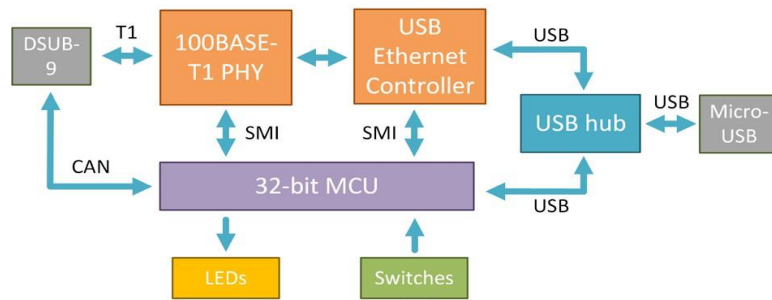 DSUB-
9
T1
100BASE-
T1 PHY
USB
Ethernet
Controller
USB
USB hub
USB
Micro-
USB
SMI
SMI
CAN
32-bit MCU
USB
LEDs
Switches